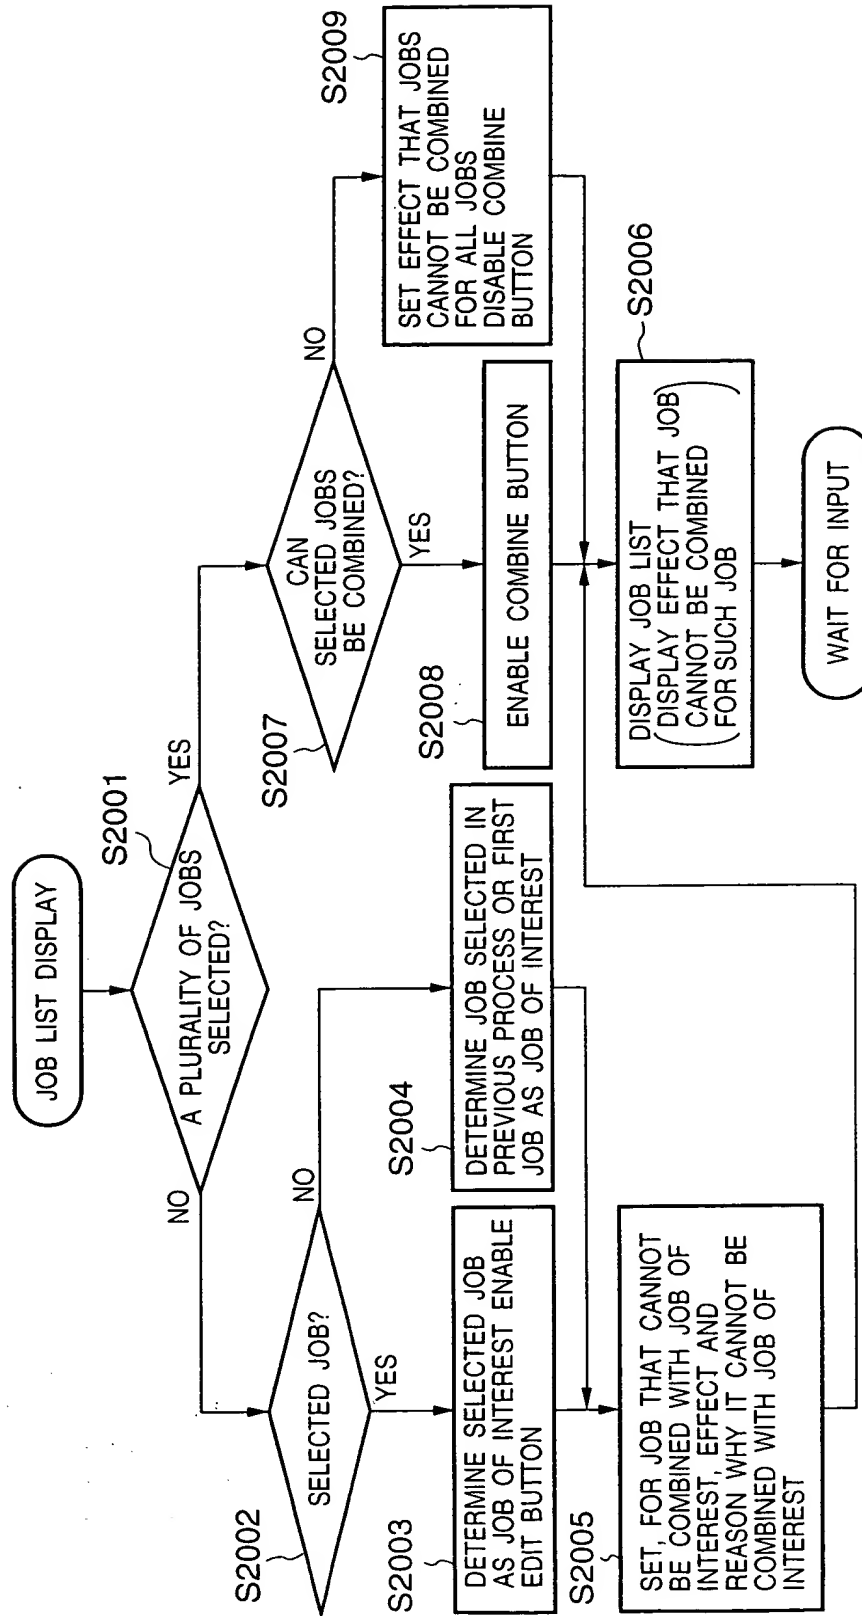 JOB LIST DISPLAY
S2001
A PLURALITY OF JOBS
SELECTED?
NO
YES
S2002
SELECTED JOB?
NO
YES
S2003
DETERMINE SELECTED JOB
AS JOB OF INTEREST ENABLE
EDIT BUTTON
S2004
DETERMINE JOB SELECTED IN
PREVIOUS PROCESS OR FIRST
JOB AS JOB OF INTEREST
S2005
SET, FOR JOB THAT CANNOT
BE COMBINED WITH JOB OF
INTEREST, EFFECT AND
REASON WHY IT CANNOT BE
COMBINED WITH JOB OF
INTEREST
S2007
CAN
SELECTED JOBS
BE COMBINED?
NO
YES
S2008
ENABLE COMBINE BUTTON
S2009
SET EFFECT THAT JOBS
CANNOT BE COMBINED
FOR ALL JOBS
DISABLE COMBINE
BUTTON
S2006
DISPLAY JOB LIST
(DISPLAY EFFECT THAT JOB
CANNOT BE COMBINED
FOR SUCH JOB)
WAIT FOR INPUT